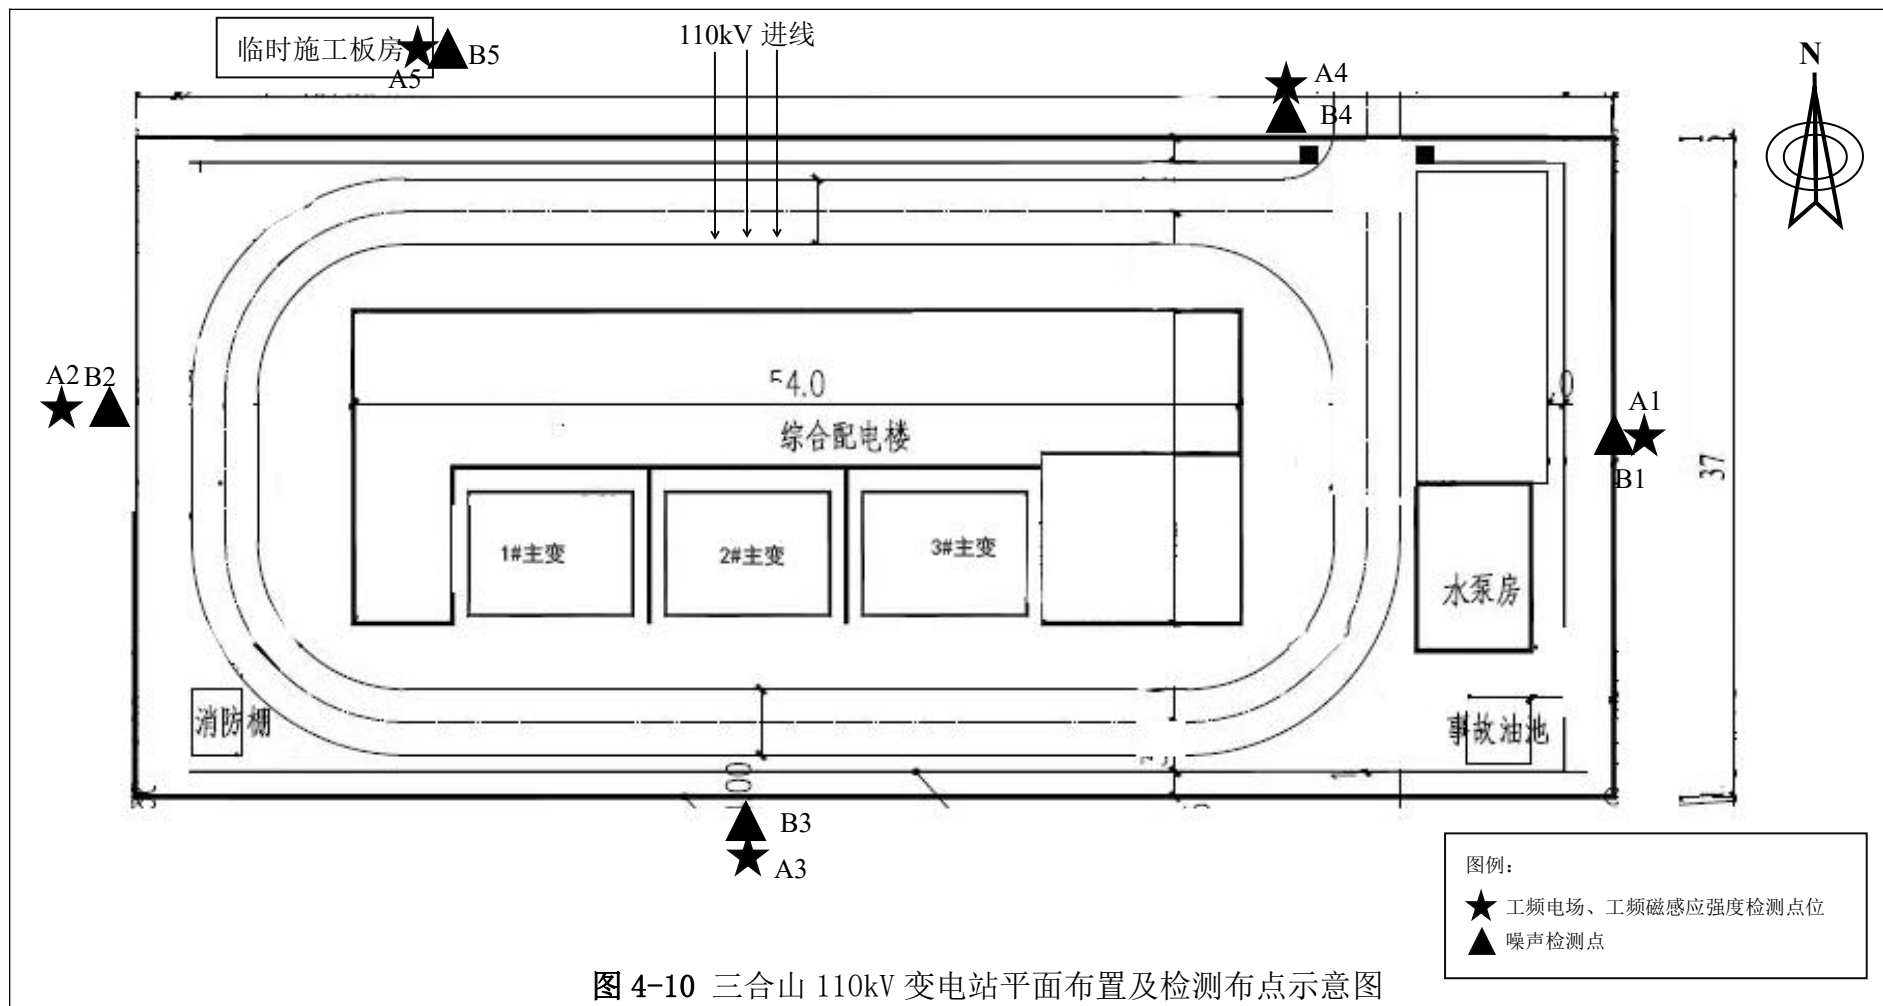 临时施工板房
A5
B5
110kV 进线
A4
B4
N
A2
B2
54.0
综合配电楼
A1
B1
37
1#主变
2#主变
3#主变
水泵房
消防棚
事故油池
B3
A3
图例：
工频电场、工频磁感应强度检测点位
噪声检测点
图 4-10 三合山 110kV 变电站平面布置及检测布点示意图